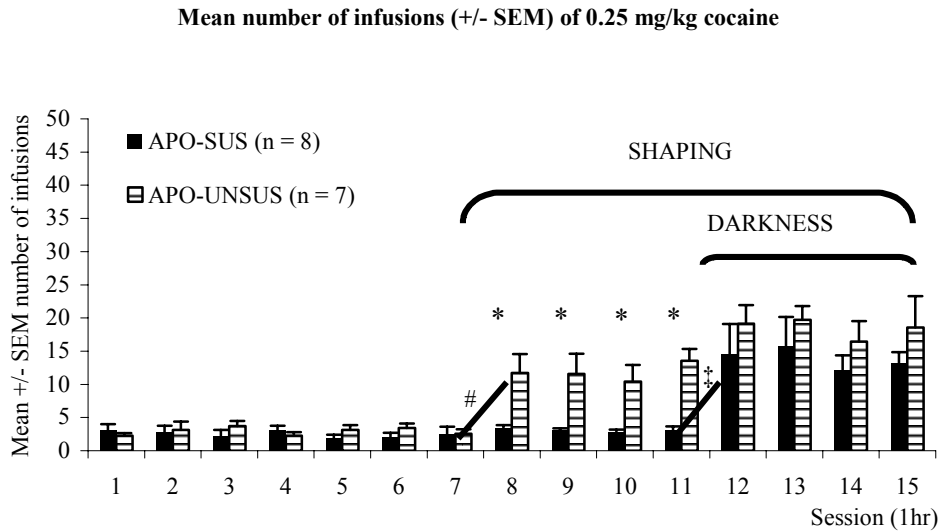 Mean number of infusions (+/- SEM) of 0.25 mg/kg cocaine
Mean +/- SEM number of infusions
50
45
40
35
30
25
20
15
10
5
0
APO-SUS (n = 8)
APO-UNSUS (n = 7)
SHAPING
DARKNESS
* * * *
# ‡
1 2 3 4 5 6 7 8 9 10 11 12 13 14 15
Session (1hr)